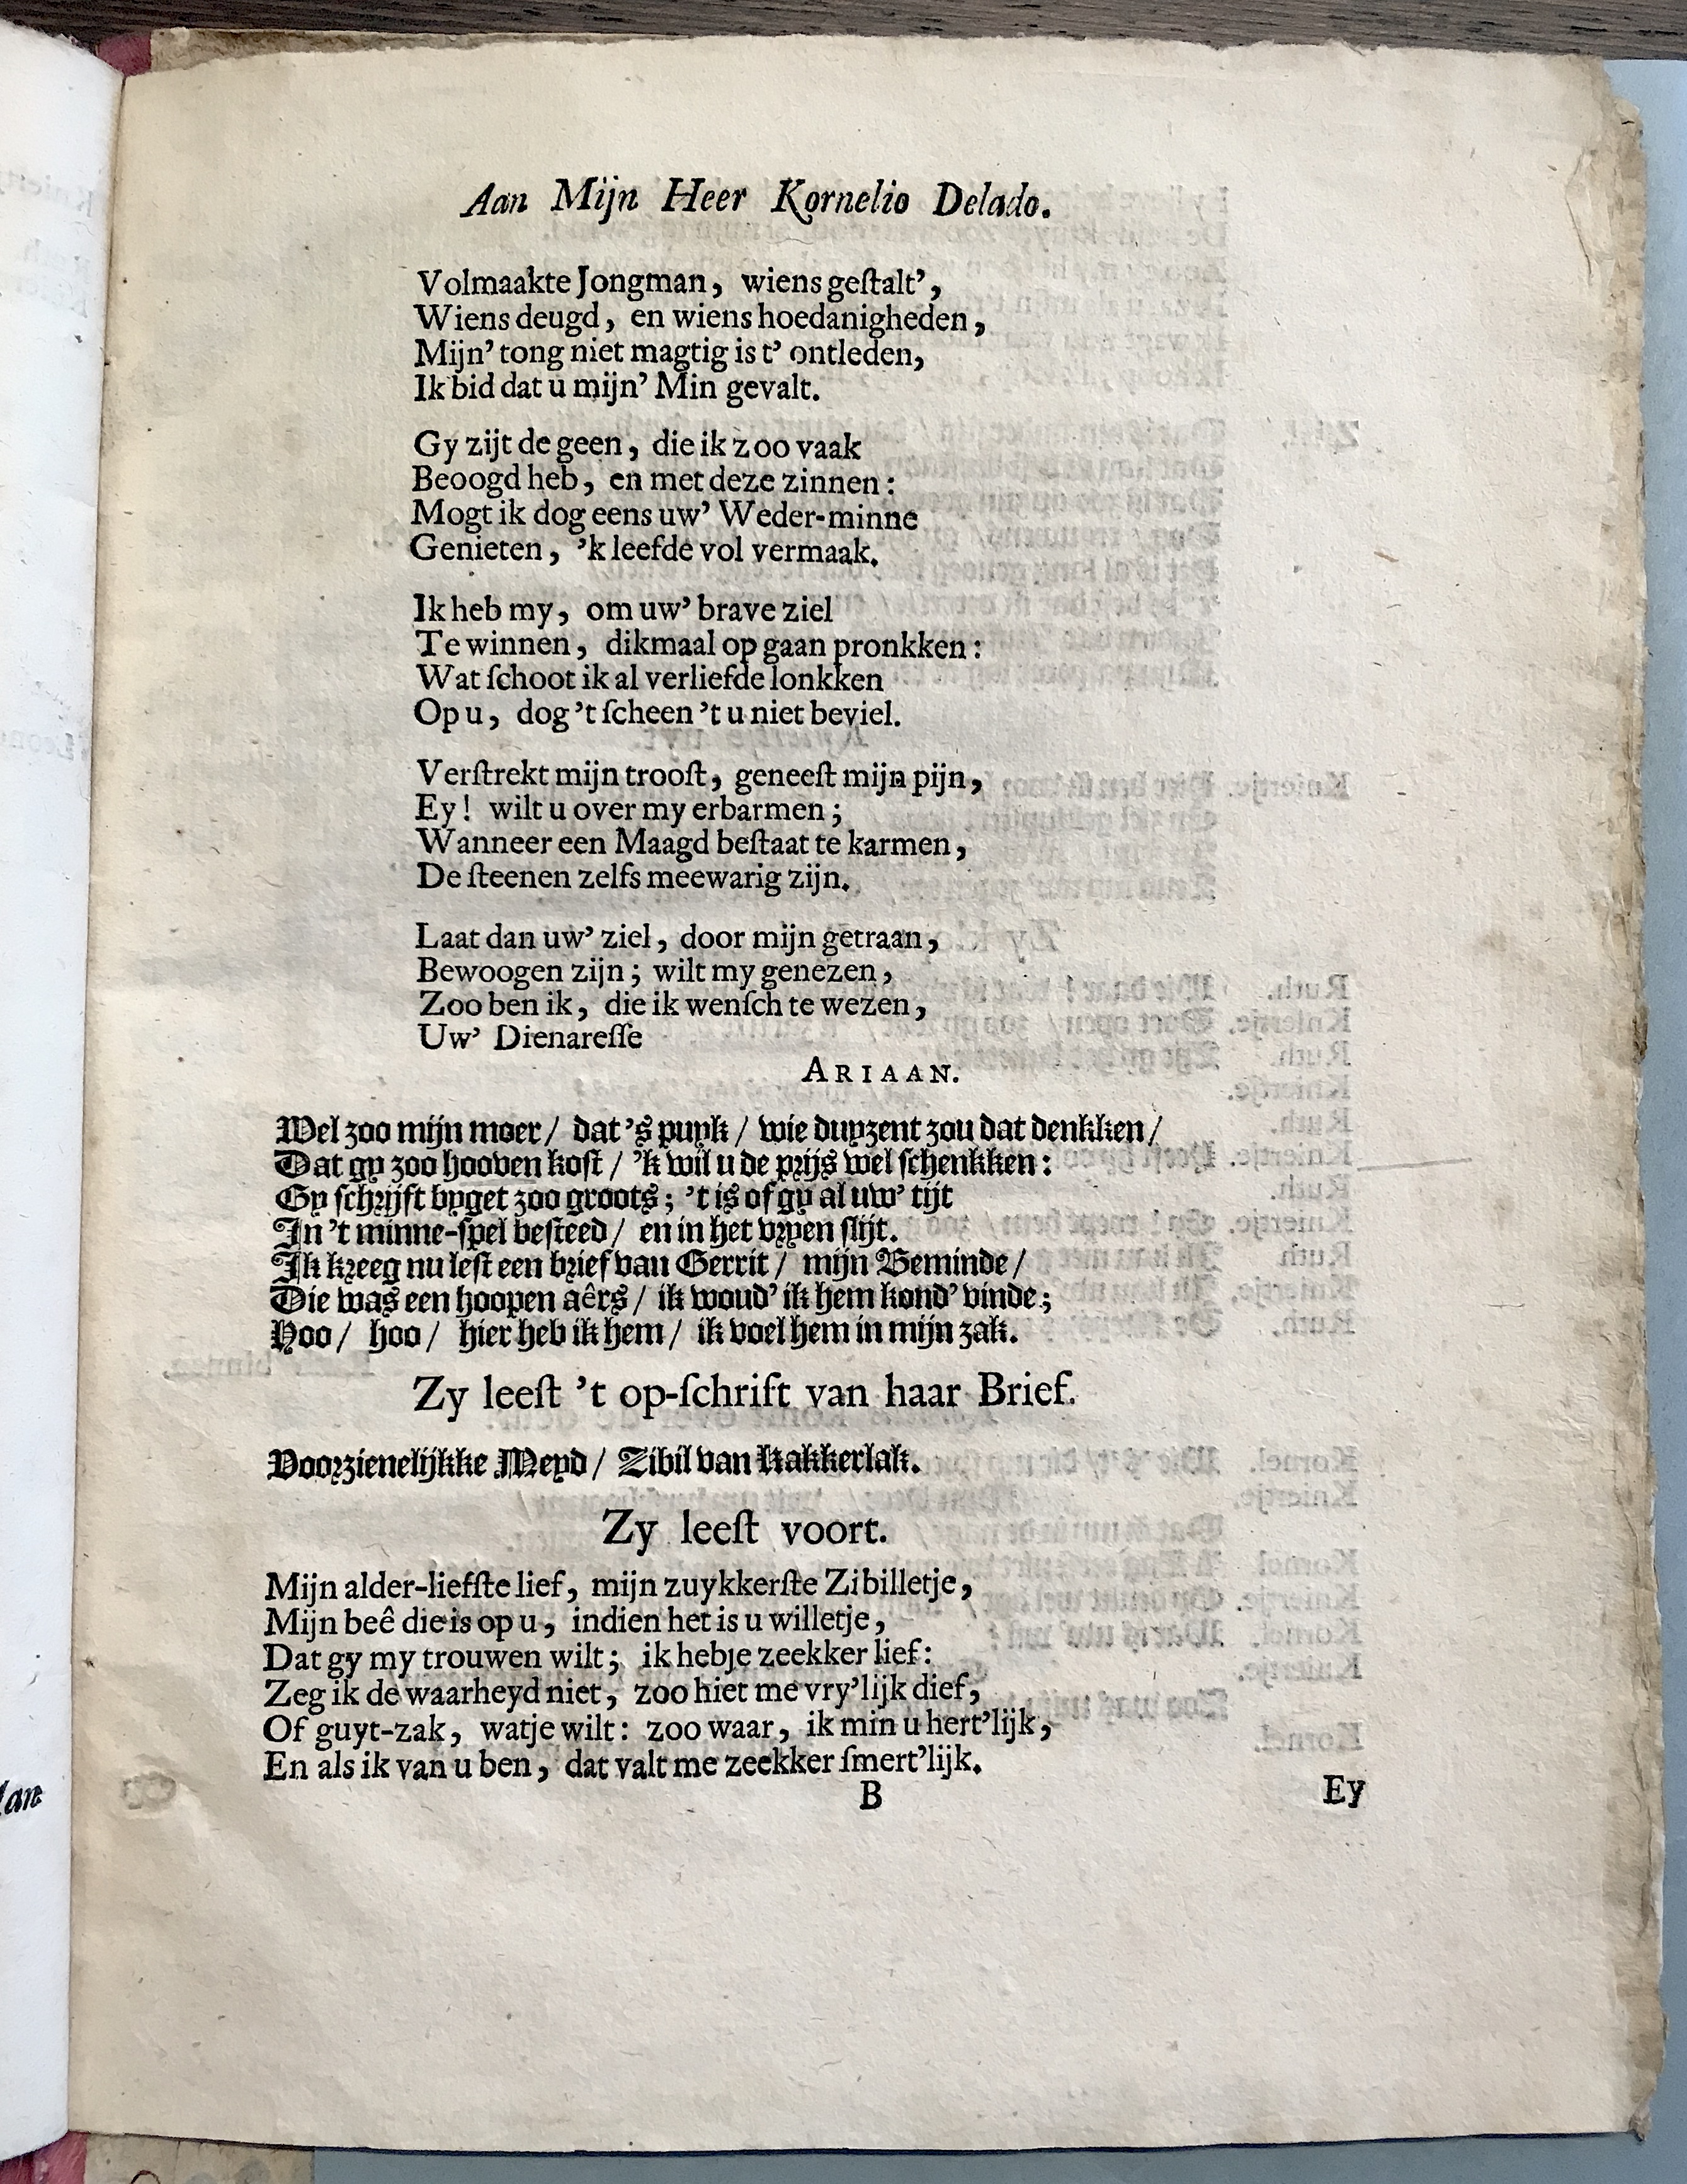 Aan Mijn Heer Kornelio Delado.
Volmaakte Jongman, wiens geſtalt’,
Wiens deugd, en wiens hoedanigheden,
Mijn’ tong niet magtig is t’ ontleden,
Ik bid dat u mijn’ Min gevalt.
Gy zijt de geen, die ik zoo vaak
Beoogd heb, en met deze zinnen:
Mogt ik dog eens uw’ Weder-minne
Genieten, ’k leefde vol vermaak.
Ik heb my, om uw’ brave ziel
Te winnen, dikmaal op gaan pronkken:
Wat ſchoot ik al verliefde lonkken
Op u, dog ’t ſcheen ’t u niet beviel.
Verſtrekt mijn trooſt, geneeſt mijn pijn,
Ey! wilt u over my erbarmen;
Wanneer een Maagd beſtaat te karmen,
De ſteenen zelfs meewarig zijn.
Laat dan uw’ ziel, door mijn getraan,
Bewoogen zijn; wilt my genezen,
Zoo ben ik, die ik wenſch te wezen,
Uw’ Dienareſſe
ARIAAN.
Wel zoo mijn moer/ dat ’s puyk/ wie duyzent zou dat denkken/
Dat gy zoo hooven koſt/ ’k wil u de prijs wel ſchenkken:
Gy ſchrijft byget zoo groots; ’t is of gy al uw’ tijt
In ’t minne-ſpel beſteed/ en in het vryen ſlijt.
Ik kreeg nu leſt een brief van Gerrit/ mijn Beminde/
Die was een hoopen aêrs/ ik woud’ ik hem kond’ vinde;
Hoo/ hoo/ hier heb ik hem/ ik voel hem in mijn zak.
Zy leeſt ’t op-ſchrift van haar Brief.
Voorzienelijkke Meyd/ Zibil van Kakkerlak.
Zy leeſt voort.
Mijn alder-liefſte lief, mijn zuykkerſte Zibilletje,
Mijn beê die is op u, indien het is u willetje,
Dat gy my trouwen wilt; ik hebje zeekker lief:
Zeg ik de waarheyd niet, zoo hiet me vry’lijk dief,
Of guyt-zak, watje wilt: zoo waar, ik min u hert’lijk,
En als ik van u ben, dat valt me zeekker ſmert’lijk.
B Ey